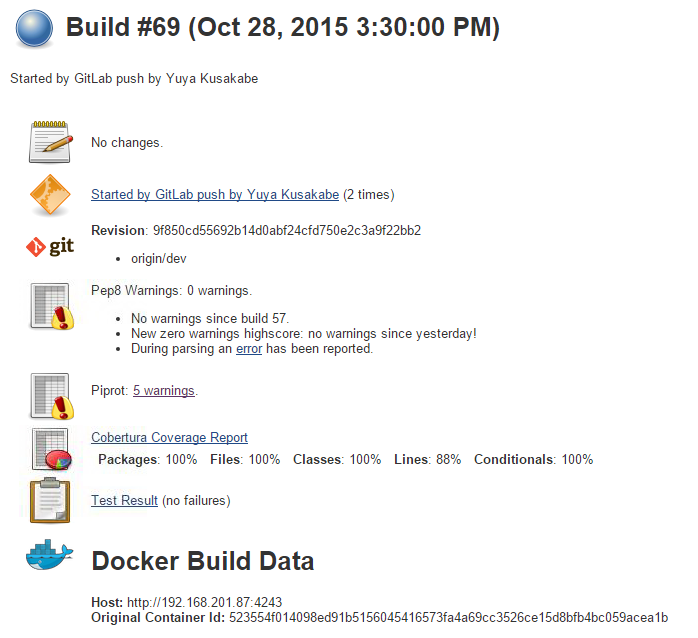 Build #69 (Oct 28, 2015 3:30:00 PM)
Started by GitLab push by Yuya Kusakabe
No changes.
Started by GitLab push by Yuya Kusakabe (2 times)
Revision: 9f850cd55692b14d0abf24cfd750e2c3a9f22bb2
git
origin/dev
Pep8 Warnings: 0 warnings.
No warnings since build 57.
New zero warnings highscore: no warnings since yesterday!
During parsing an error has been reported.
Piprot: 5 warnings.
Cobertura Coverage Report
Packages: 100% Files: 100% Classes: 100% Lines: 88% Conditionals: 100%
Test Result (no failures)
Docker Build Data
Host: http://192.168.201.87:4243
Original Container Id: 523554f014098ed91b5156045416573fa4a69cc3526ce15d8bfb4bc059acea1b